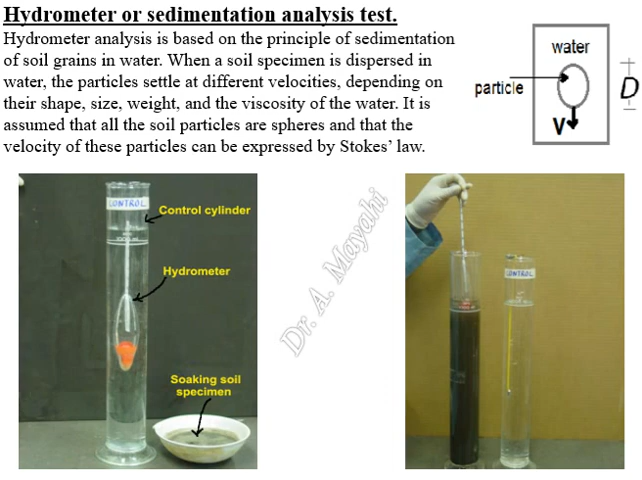 Hydrometer or sedimentation analysis test.
Hydrometer analysis is based on the principle of sedimentation
of soil grains in water. When a soil specimen is dispersed in
water, the particles settle at different velocities, depending on
their shape, size, weight, and the viscosity of the water. It is
assumed that all the soil particles are spheres and that the
velocity of these particles can be expressed by Stokes’ law.
water
particle
D
V
CONTROL
Control cylinder
Hydrometer
Soaking soil
specimen
Dr. A. Mayahi
CONTROL